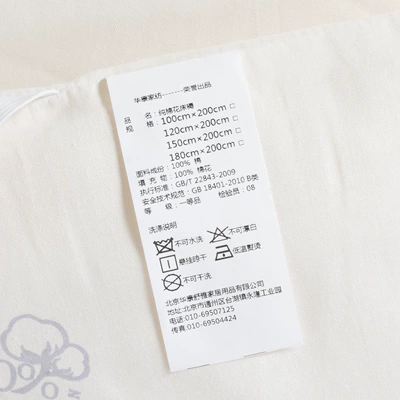 华康家纺-------荣誉出品
品 名:纯棉花床褥
规 格:100cm×200cm □
120cm×200cm □
150cm×200cm □
180cm×200cm □
面料成份: 100% 棉
填 充 物: 100% 棉花
执行标准: GB/T 22843-2009
安全技术规范: GB 18401-2010 B类
等 级: 一等品 检验员: 08
洗涤说明
不可水洗 不可漂白
悬挂晾干 低温熨烫
不可干洗
北京华康舒雅家居用品有限公司
地址:北京市通州区台湖镇永隆工业园
电话:010-69507125
传真:010-69504424
OOON